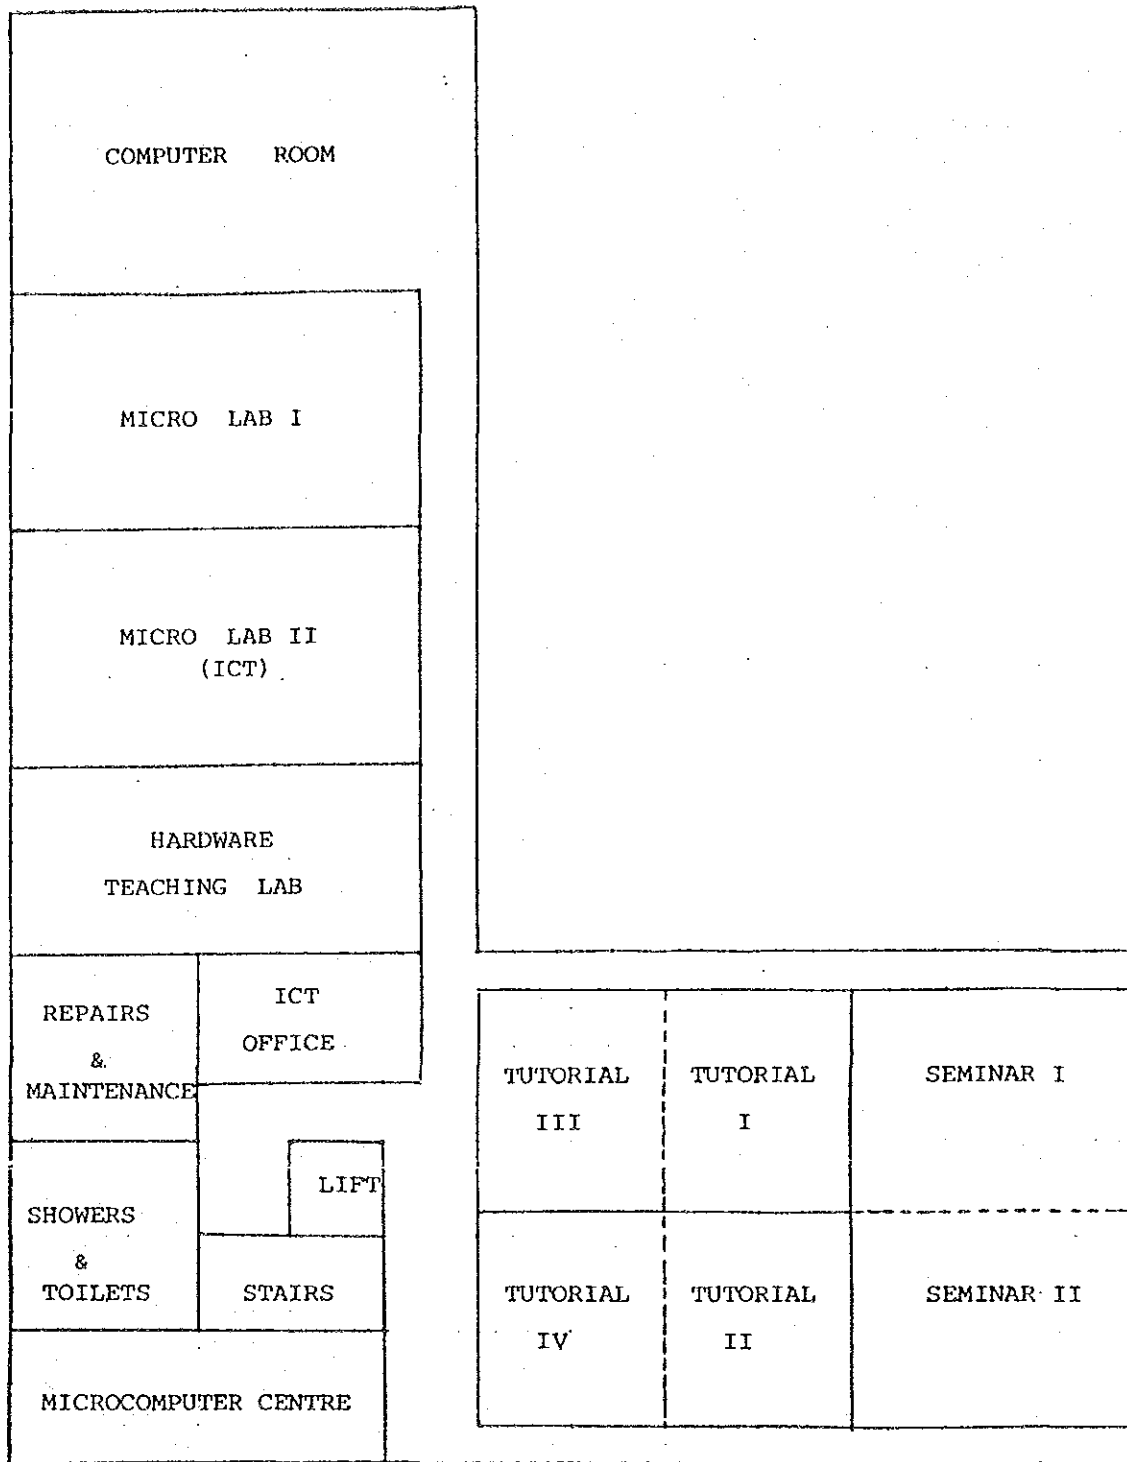 COMPUTER ROOM
MICRO LAB I
MICRO LAB II
(ICT)
HARDWARE
TEACHING LAB
REPAIRS
&
MAINTENANCE
ICT
OFFICE
LIFT
SHOWERS
&
TOILETS
STAIRS
MICROCOMPUTER CENTRE
TUTORIAL
III
TUTORIAL
I
SEMINAR I
TUTORIAL
IV
TUTORIAL
II
SEMINAR II